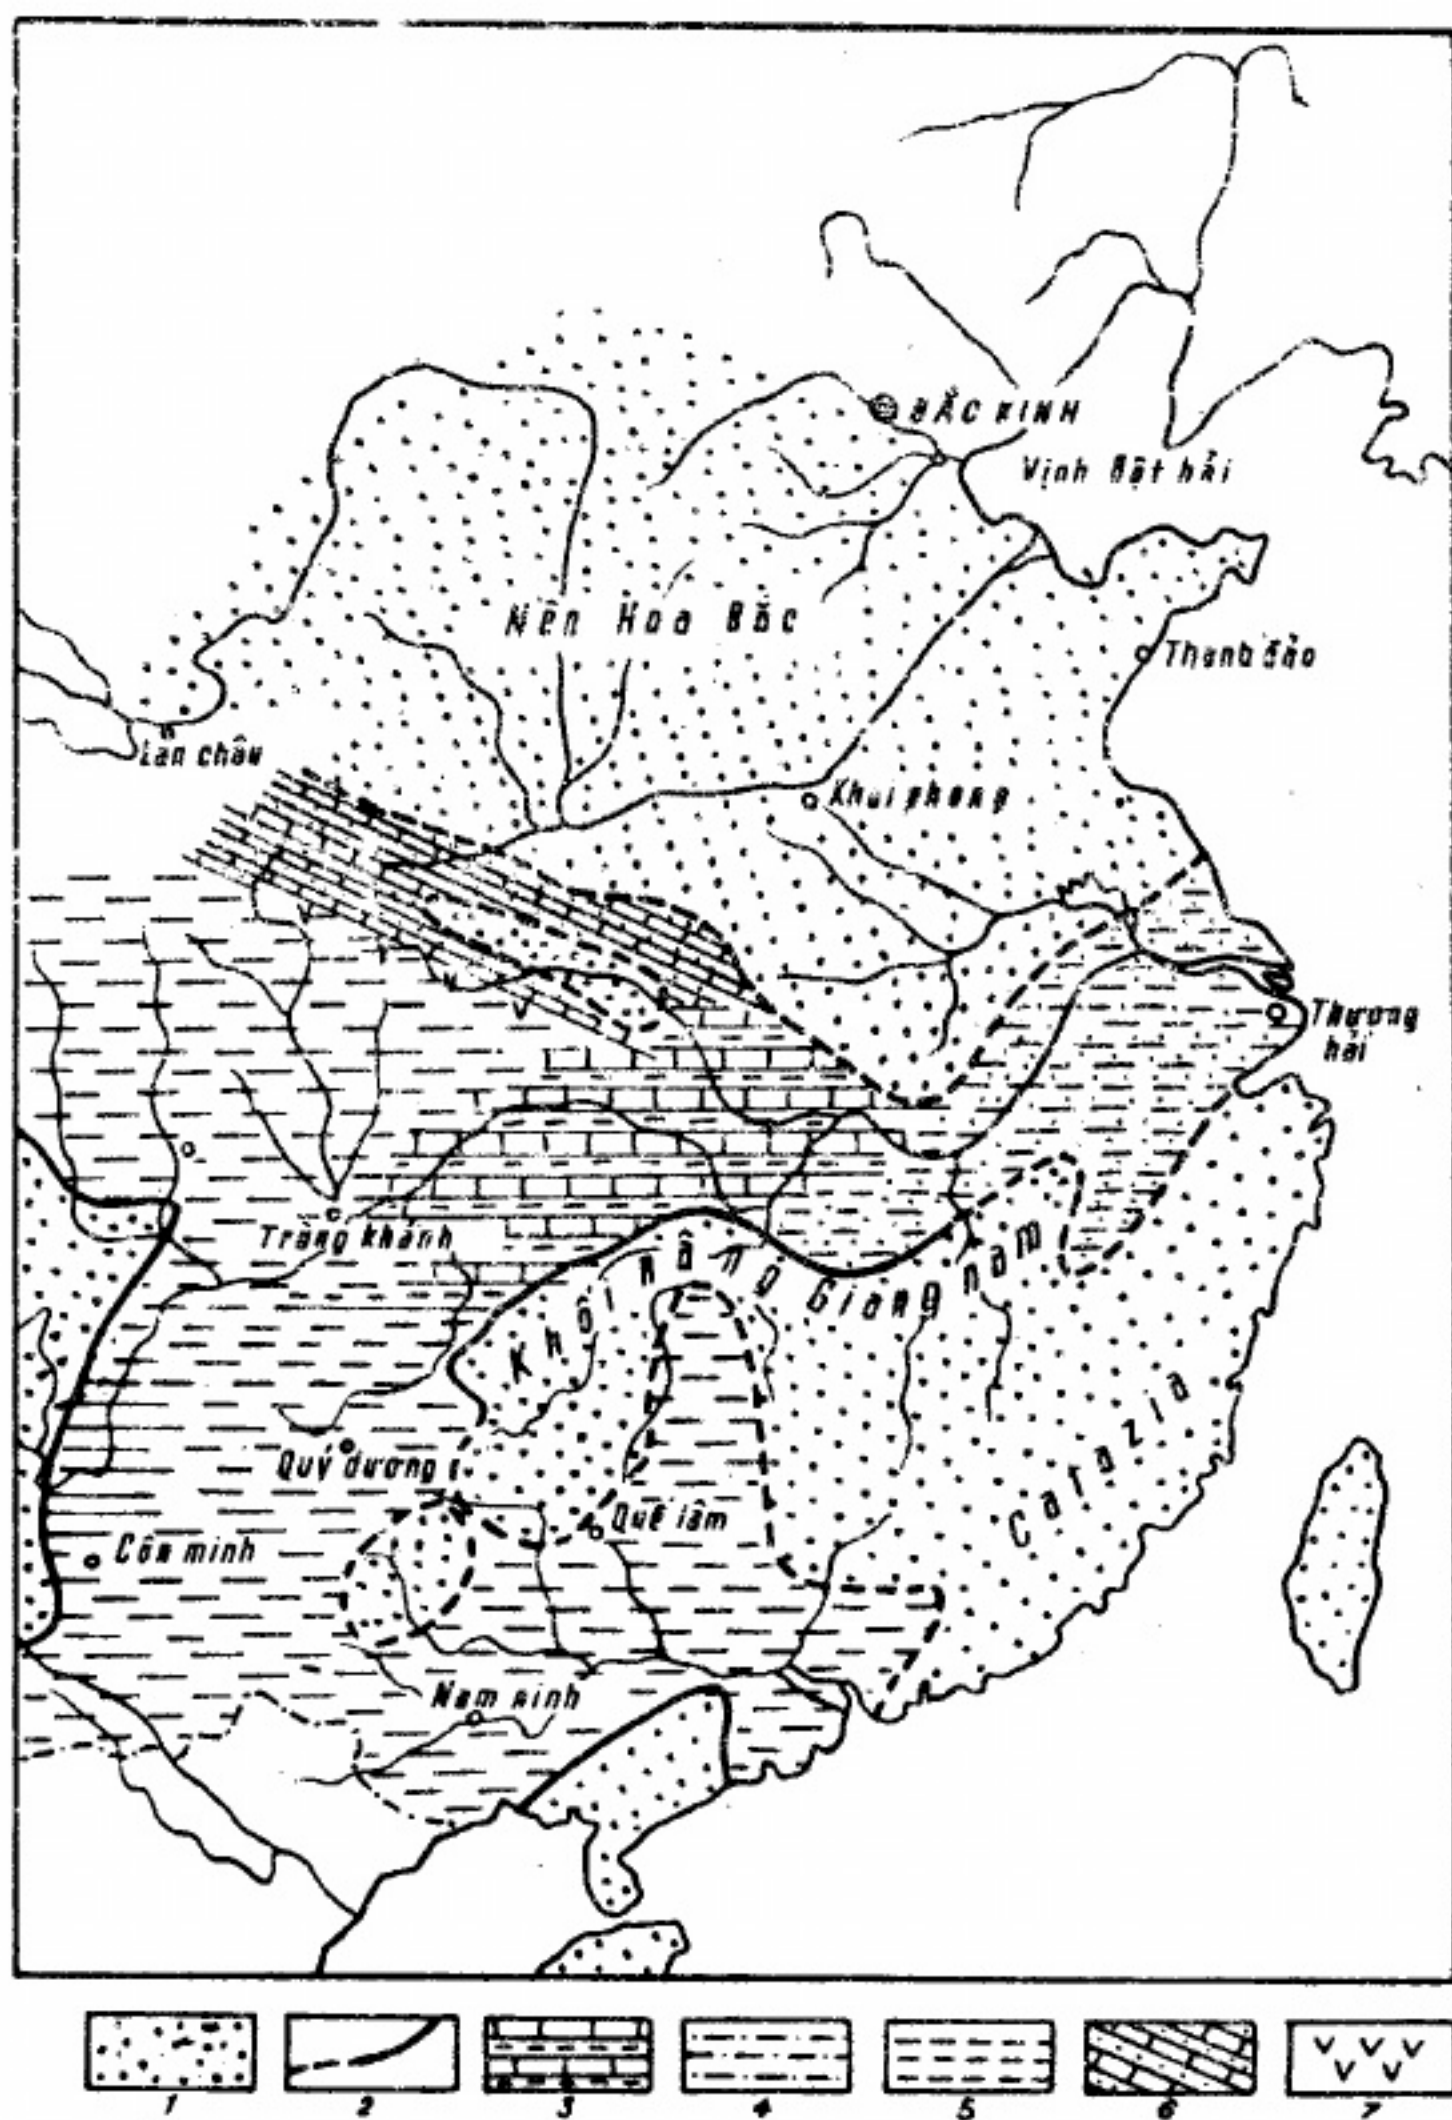 BẮC KINH
Vịnh Bột hải
Nền Hoa Bắc
Thanh đảo
Lan châu
Khai phong
Thượng
hải
Trùng khánh
Khối nâng Giang nam
Catazia
Quý dương
Quế lâm
Côn minh
Nam ninh
1 2 3 4 5 6 7